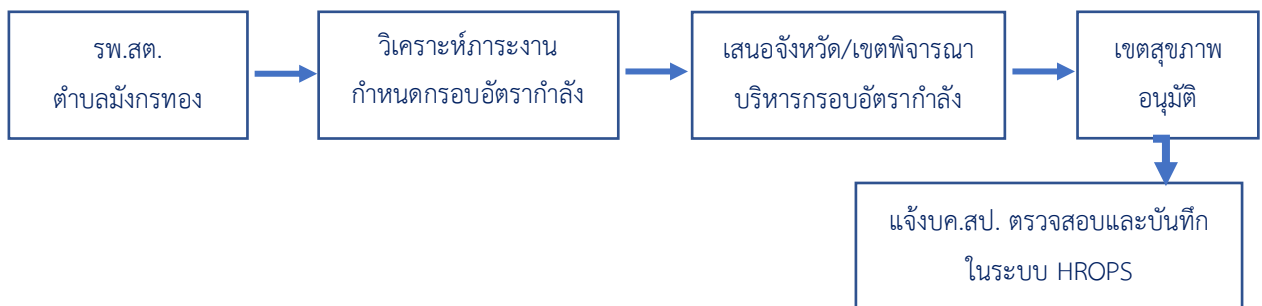 รพ.สต.
ตำบลมังกรทอง
วิเคราะห์ภาระงาน
กำหนดกรอบอัตรากำลัง
เสนอจังหวัด/เขตพิจารณา
บริหารกรอบอัตรากำลัง
เขตสุขภาพ
อนุมัติ
แจ้งบค.สป. ตรวจสอบและบันทึก
ในระบบ HROPS